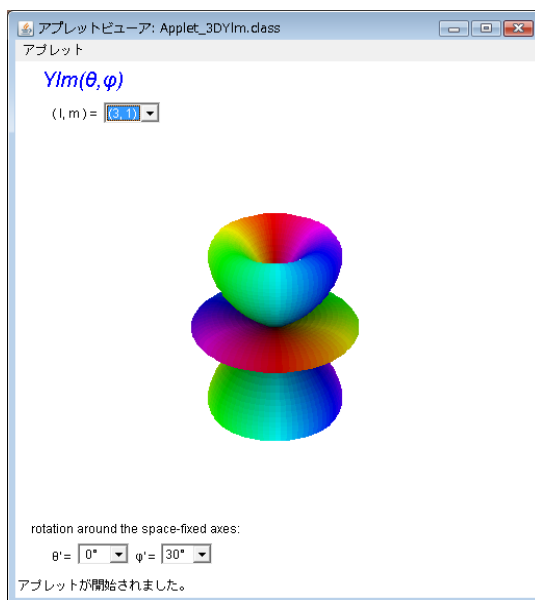 アプレットビューア: Applet_3DYlm.class
アプレット
Ylm(θ,φ)
( l, m ) = (3, 1)
rotation around the space-fixed axes:
θ'= 0° φ'= 30°
アプレットが開始されました。